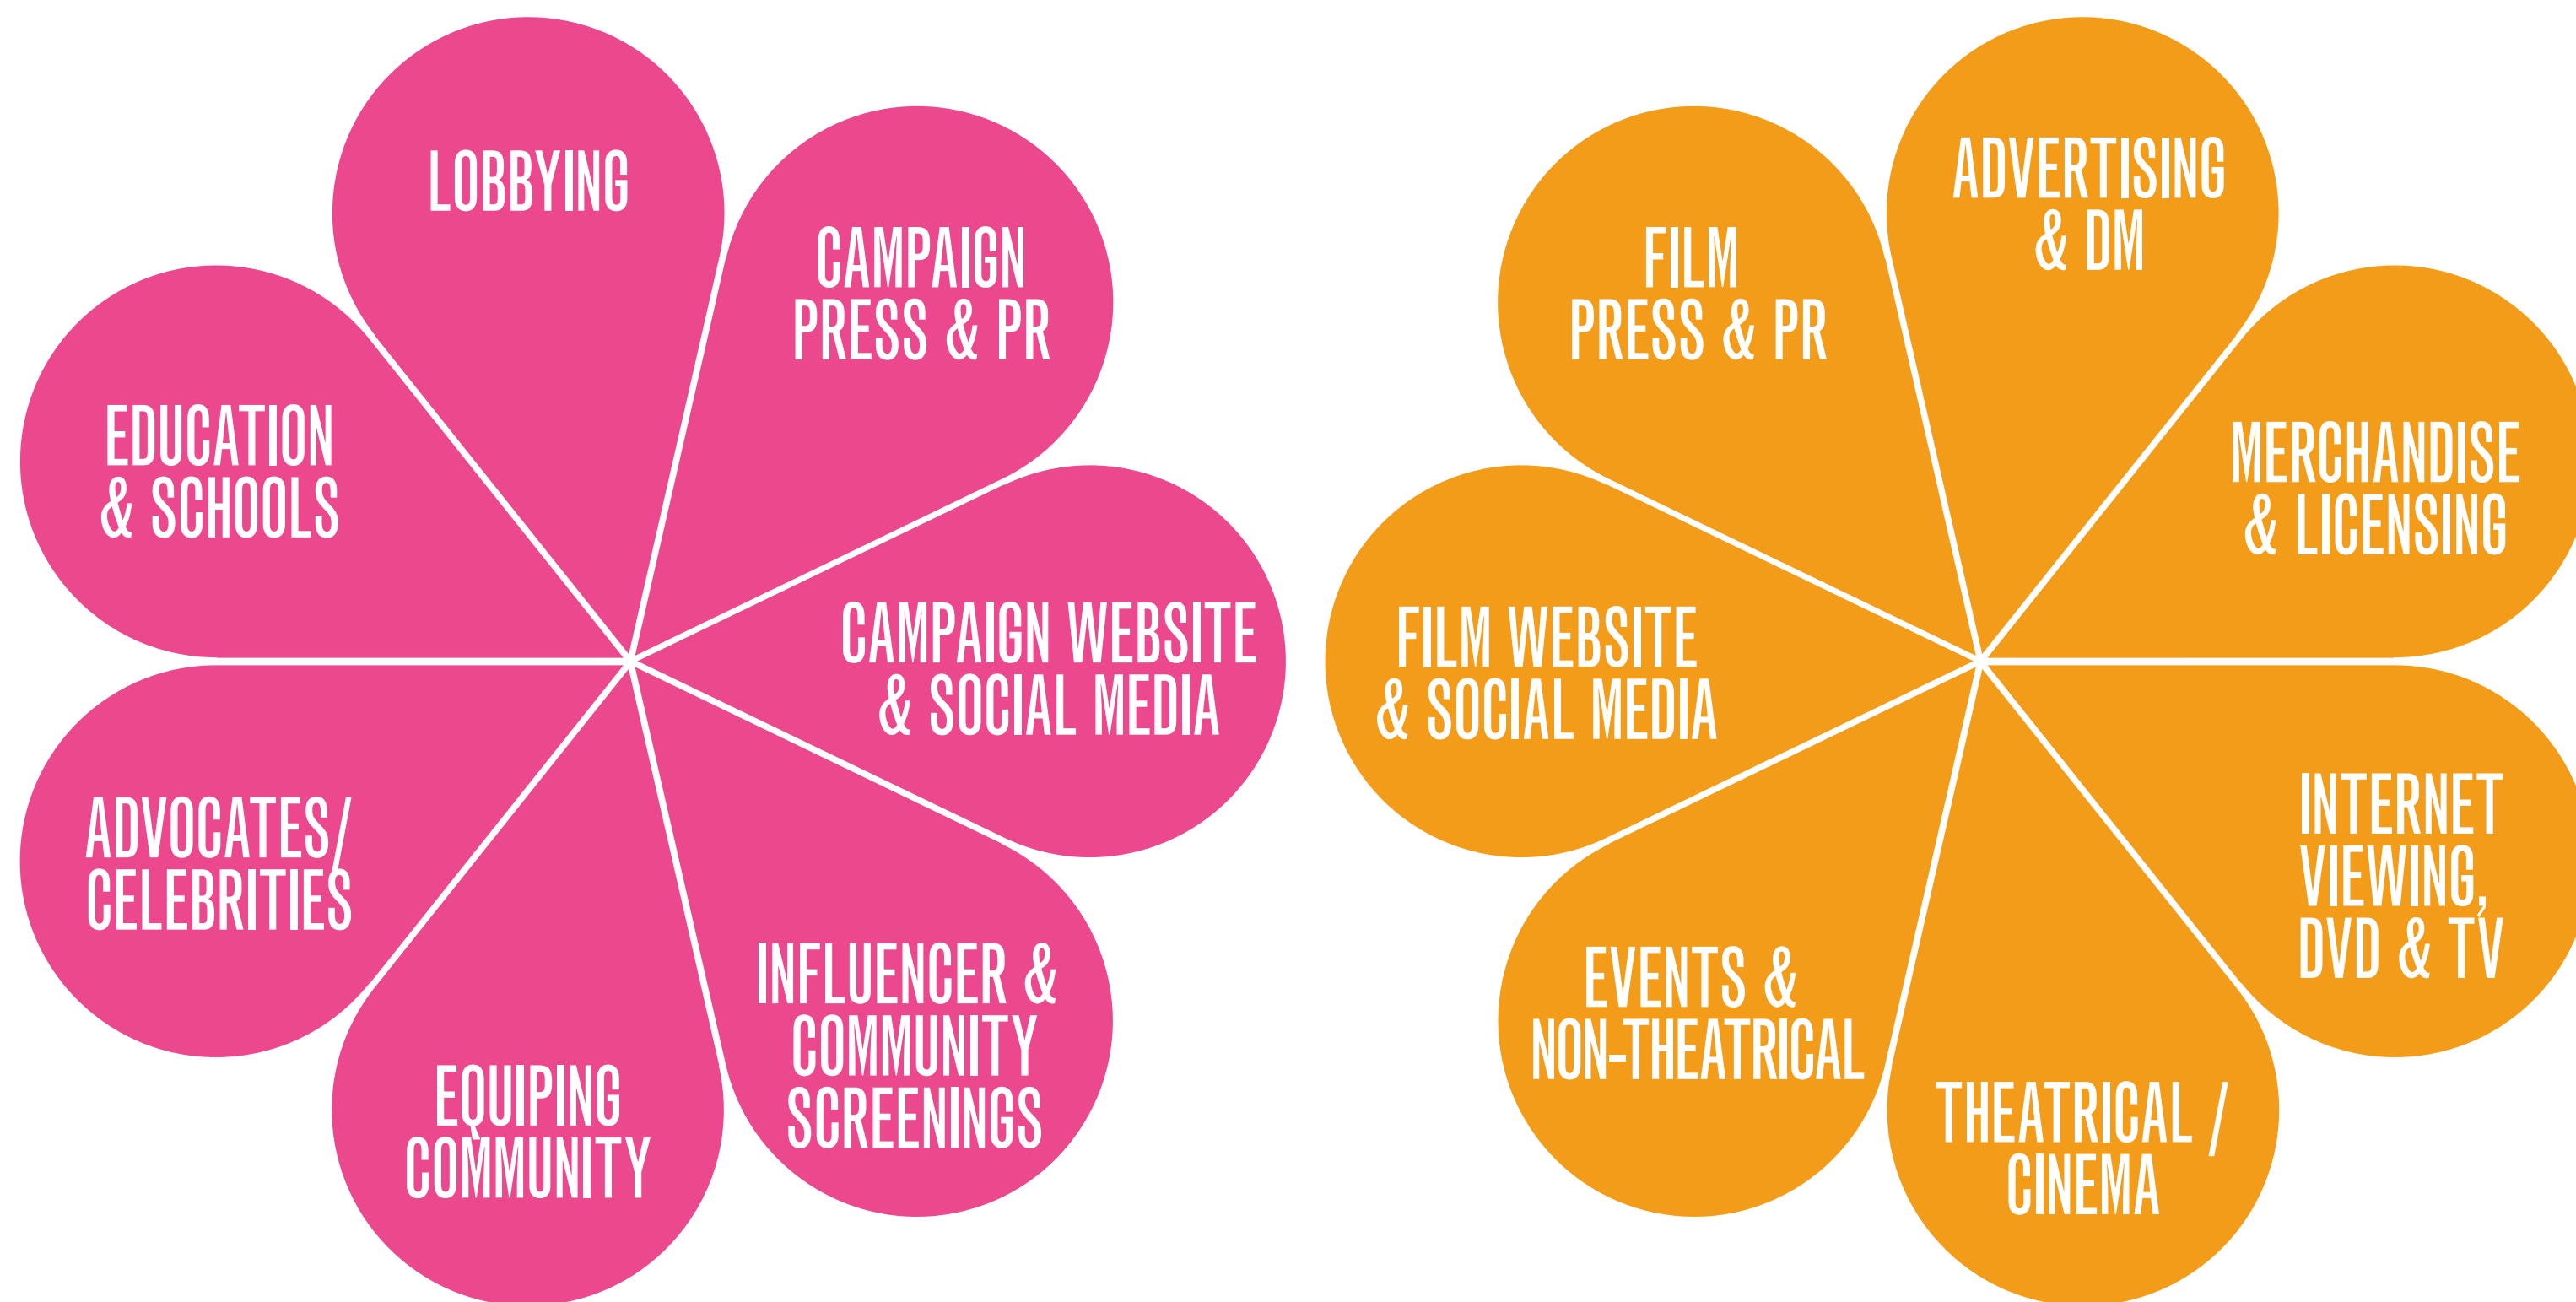 LOBBYING
CAMPAIGN
PRESS & PR
EDUCATION
& SCHOOLS
CAMPAIGN WEBSITE
& SOCIAL MEDIA
ADVOCATES/
CELEBRITIES
INFLUENCER &
COMMUNITY
SCREENINGS
EQUIPING
COMMUNITY
ADVERTISING
& DM
FILM
PRESS & PR
MERCHANDISE
& LICENSING
FILM WEBSITE
& SOCIAL MEDIA
INTERNET
VIEWING,
DVD & TV
EVENTS &
NON-THEATRICAL
THEATRICAL /
CINEMA